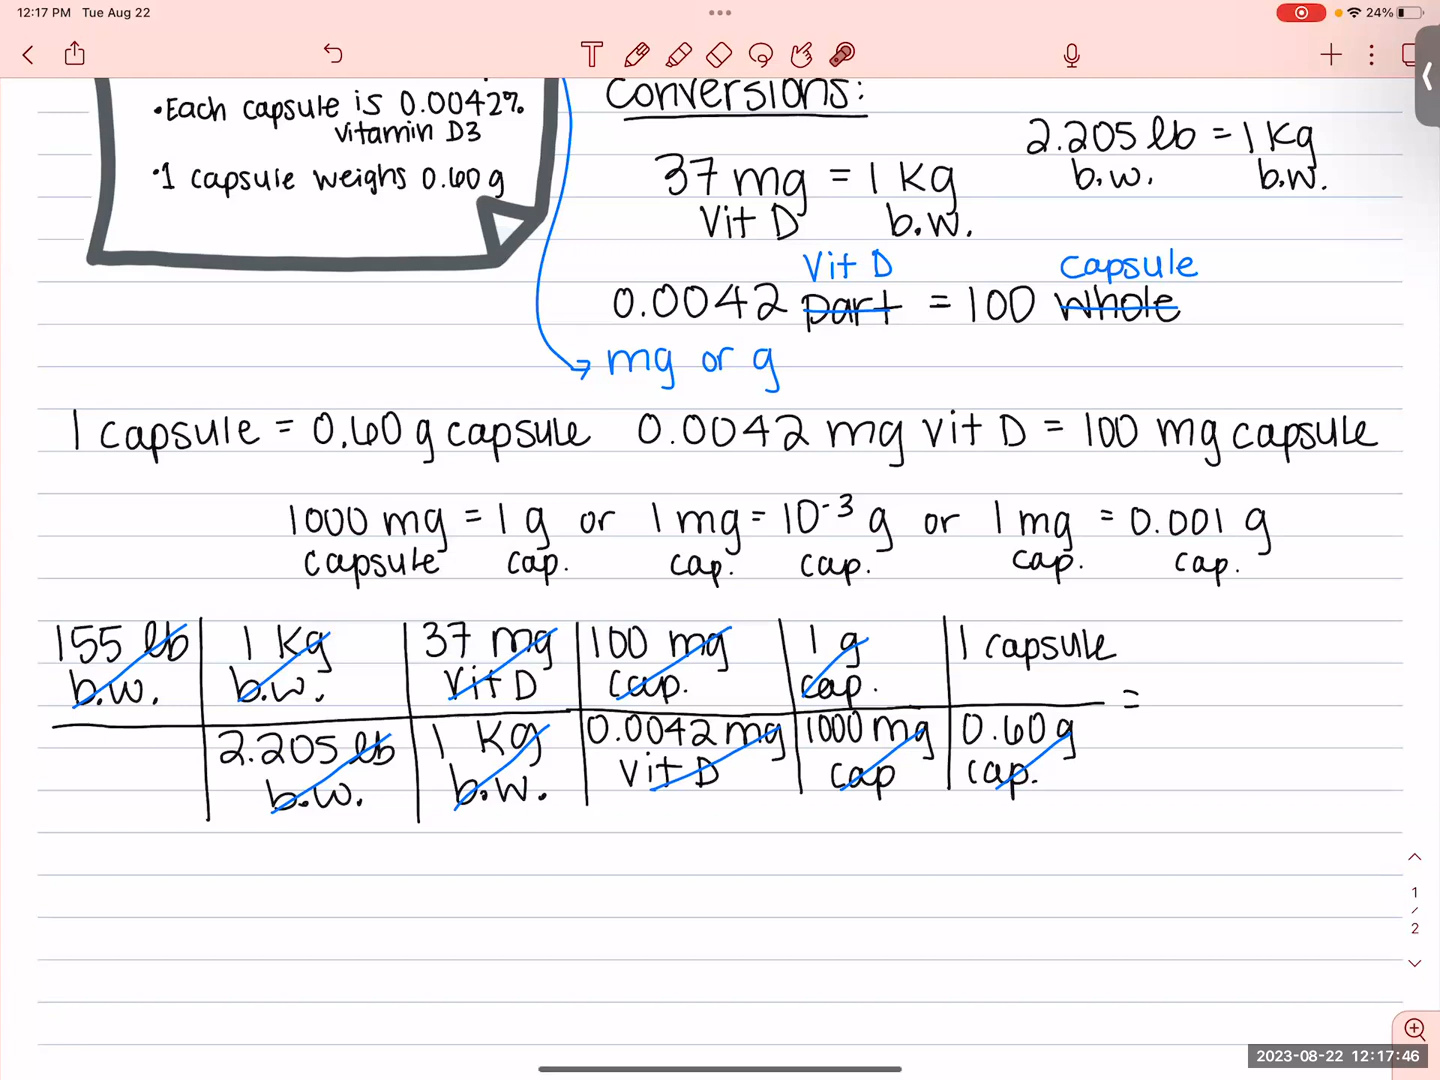 12:17 PM Tue Aug 22
24%
Conversions:
•Each capsule is 0.0042%
vitamin D3
•1 capsule weighs 0.60 g
2.205 lb = 1 kg
b.w. b.w.
37 mg = 1 kg
Vit D b.w.
Vit D capsule
0.0042 part = 100 whole
→ mg or g
1 capsule = 0.60 g capsule 0.0042 mg vit D = 100 mg capsule
1000 mg = 1 g or 1 mg = 10⁻³ g or 1 mg = 0.001 g
capsule cap. cap. cap. cap. cap.
155 lb 1 kg 37 mg 100 mg 1 g 1 capsule
b.w. b.w. Vit D cap. cap. =
2.205 lb 1 kg 0.0042 mg 1000 mg 0.60 g
b.w. b.w. Vit D cap cap.
1
/
2
2023-08-22 12:17:46